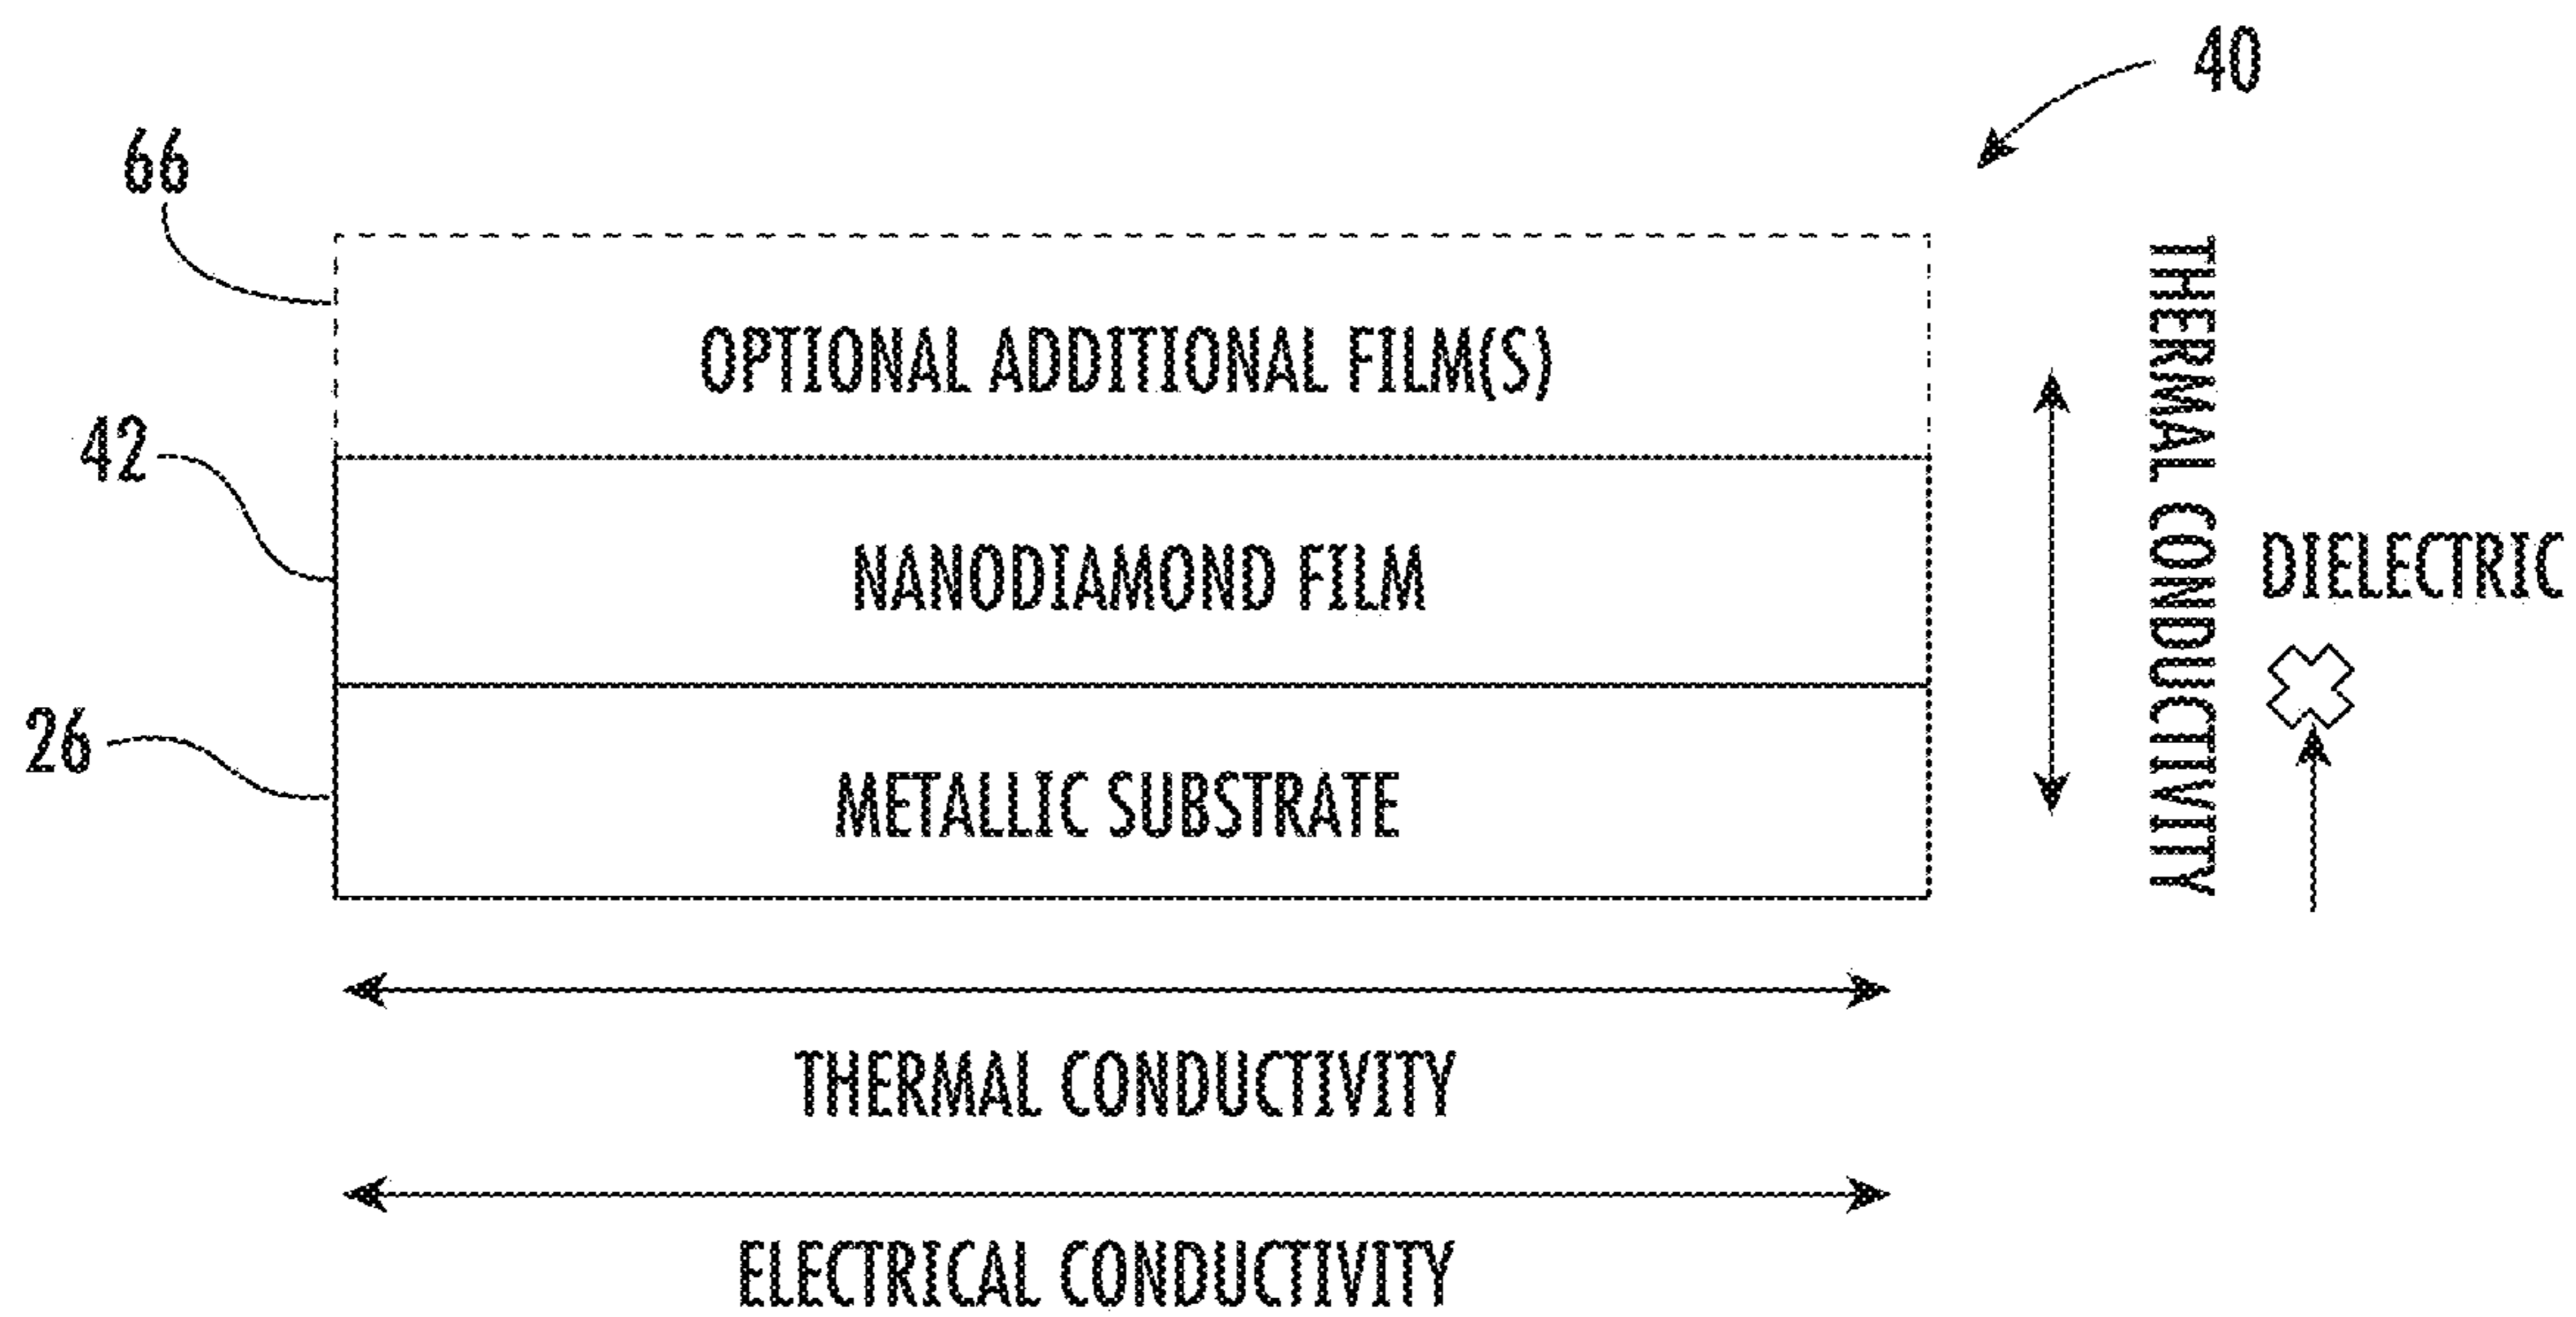 40
66
OPTIONAL ADDITIONAL FILM(S)
42
NANODIAMOND FILM
26
METALLIC SUBSTRATE
THERMAL CONDUCTIVITY
DIELECTRIC
THERMAL CONDUCTIVITY
ELECTRICAL CONDUCTIVITY